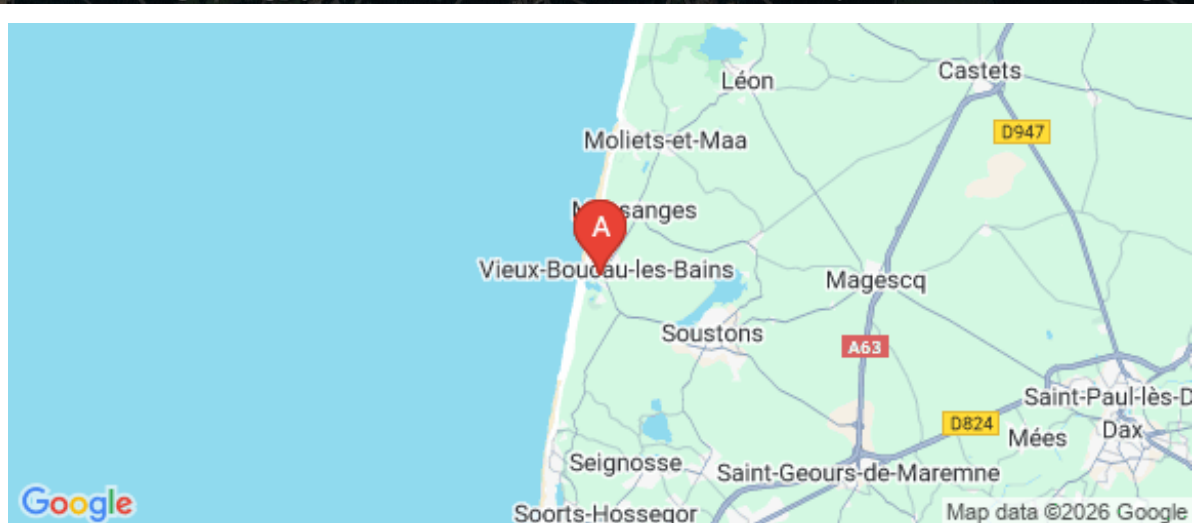 Léon
Castets
D947
Moliets-et-Maa
A
Vieux-Boucau-les-Bains
Magescq
Soustons
A63
Saint-Paul-lès-D
D824
Mées
Dax
Seignosse
Saint-Geours-de-Maremne
Google
Soorts-Hossegor
Map data ©2026 Google